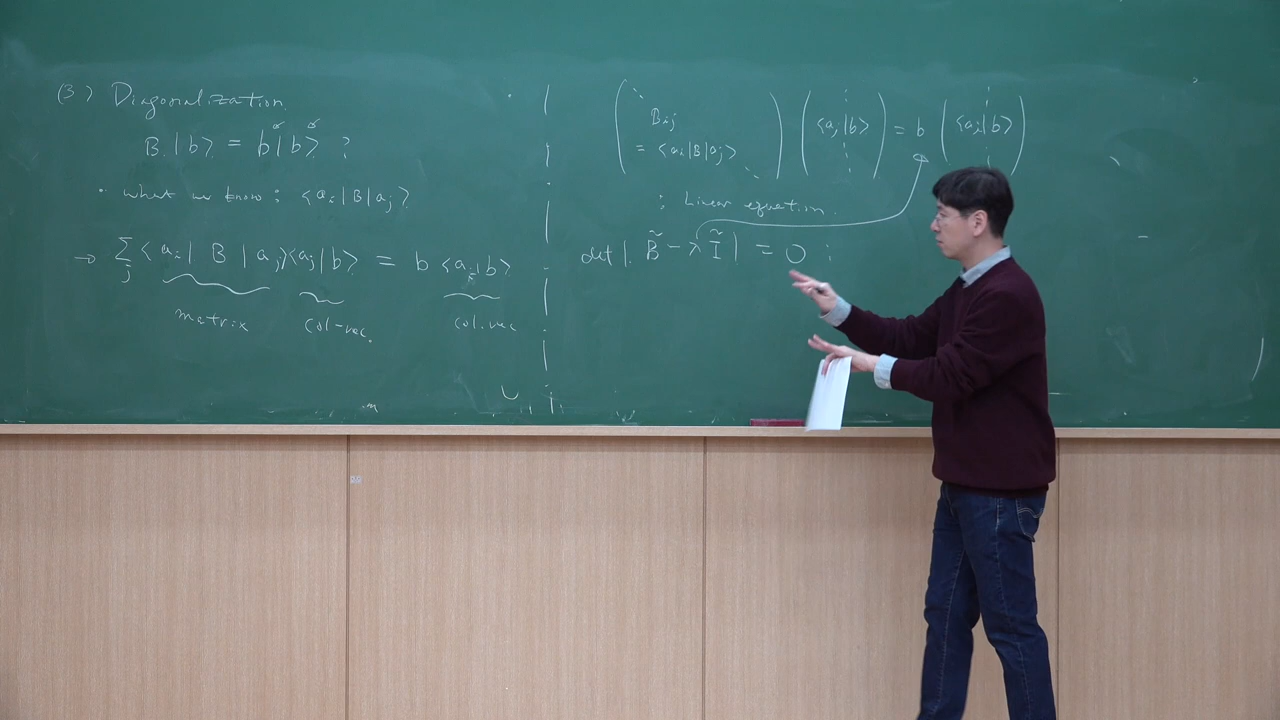 (3) Diagonalization
B |b> = b |b> ?
· what we know : <a_i|B|a_j>
→ Σ_j <a_i| B |a_j><a_j|b> = b <a_i|b>
matrix col-vec. col.vec
( B_ij = <a_i|B|a_j> ) ( <a_j|b> ) = b ( <a_i|b> )
: Linear equation
det | B̃ - λ Ĩ | = 0 :